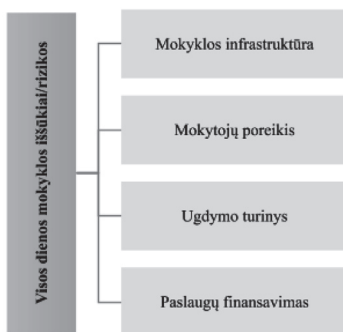 Visos dienos mokyklos iššūkiai/rizikos
Mokyklos infrastruktūra
Mokytojų poreikis
Ugdymo turinys
Paslaugų finansavimas